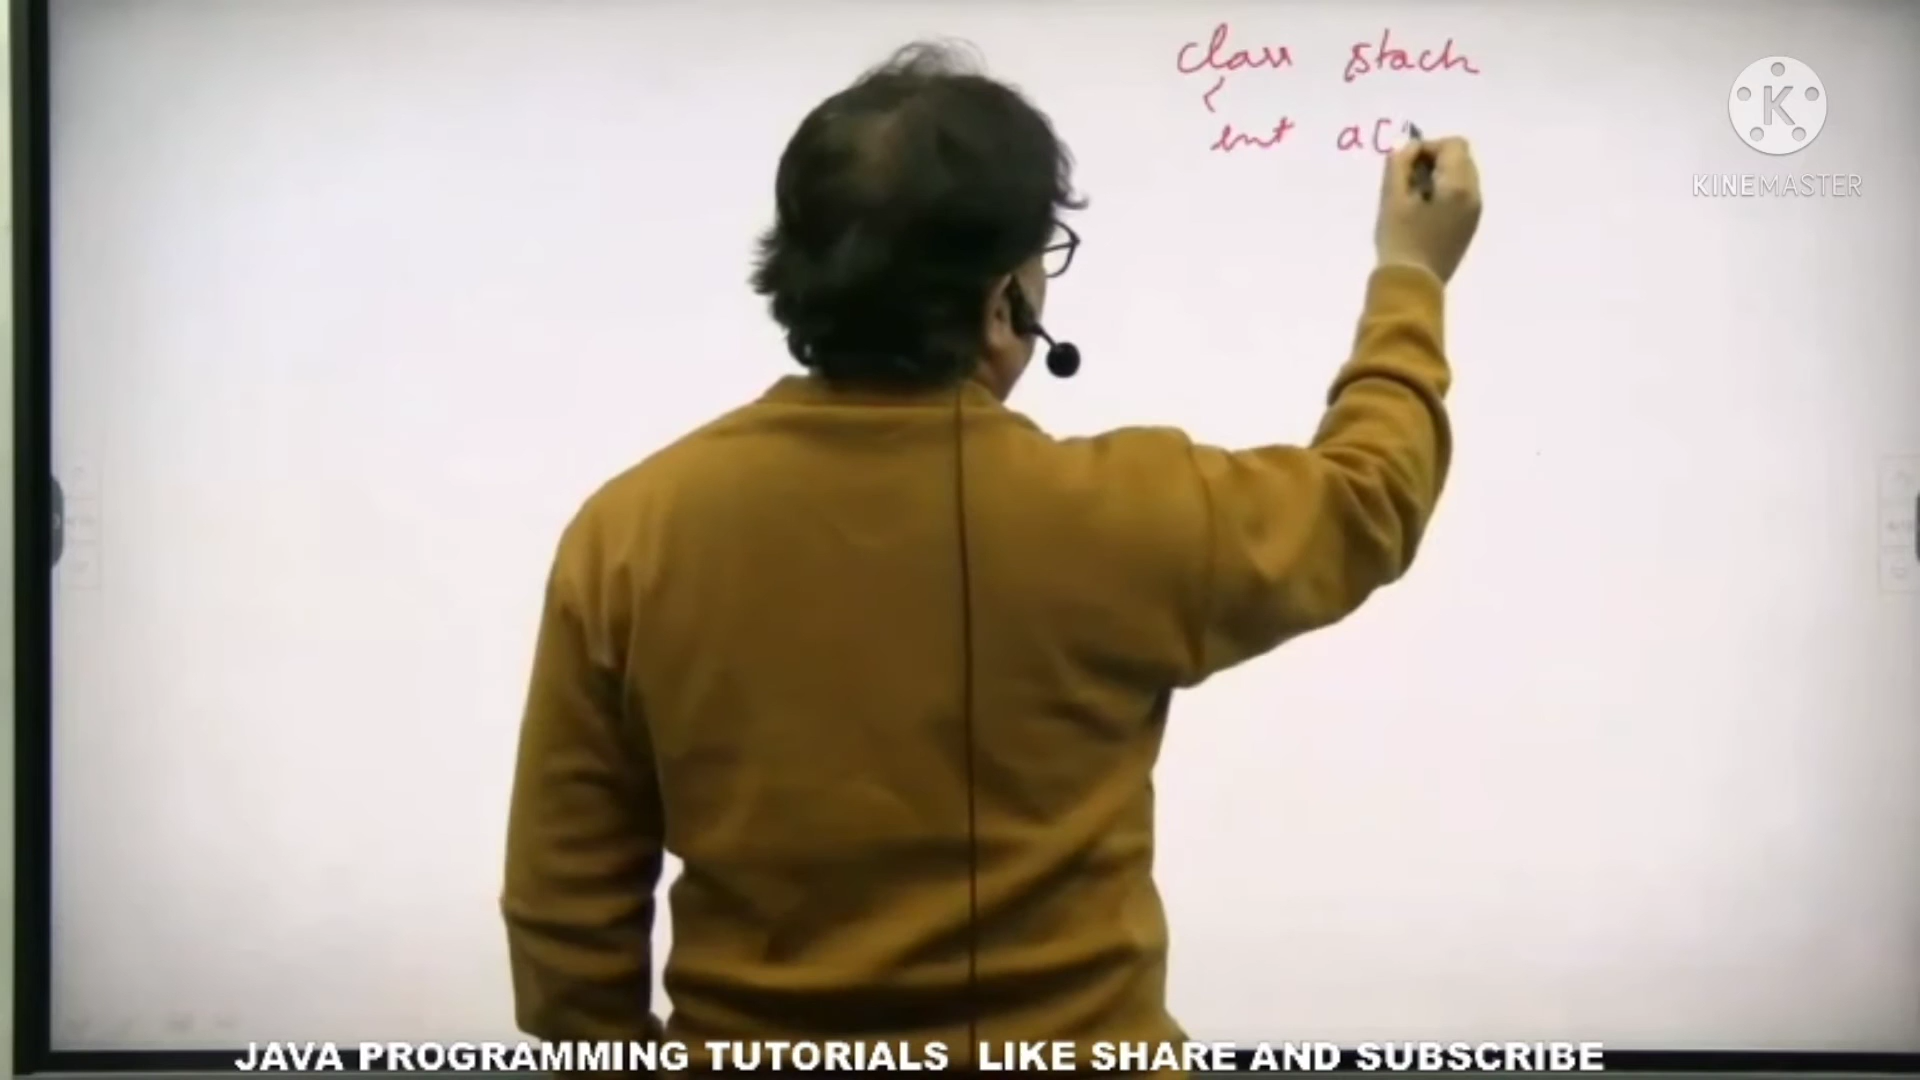 class stack
{
int a[
KINEMASTER
JAVA PROGRAMMING TUTORIALS LIKE SHARE AND SUBSCRIBE